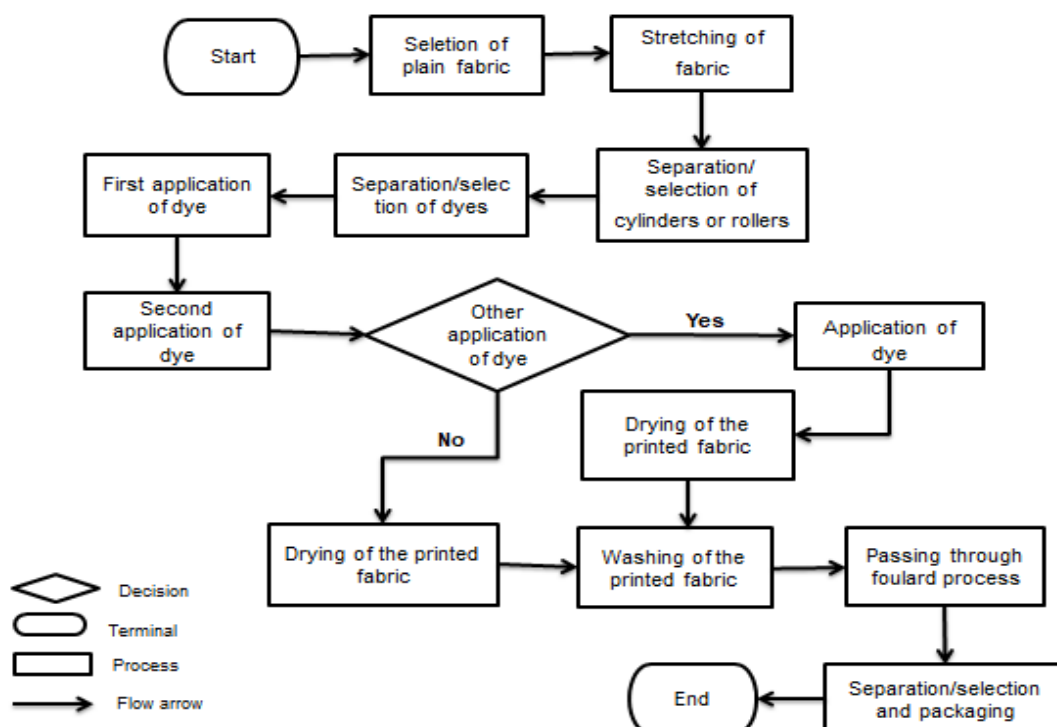 Start
Seletion of
plain fabric
Stretching of
fabric
First application
of dye
Separation/selec
tion of dyes
Separation/
selection of
cylinders or rollers
Second
application of
dye
Other
application
of dye
Yes
Application of
dye
No
Drying of the
printed fabric
Drying of the printed
fabric
Washing of the
printed fabric
Passing through
foulard process
Decision
Terminal
Process
Flow arrow
End
Separation/selection
and packaging